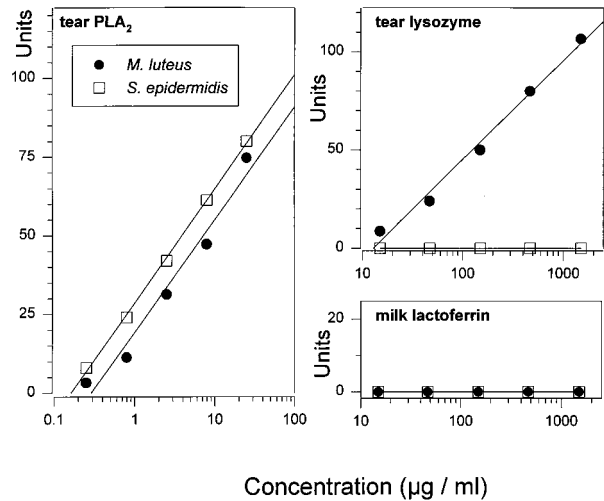 tear PLA2
M. luteus
S. epidermidis
Units
100
75
50
25
0
0.1 1 10 100
tear lysozyme
Units
100
50
0
10 100 1000
milk lactoferrin
Units
20
0
10 100 1000
Concentration (μg / ml)